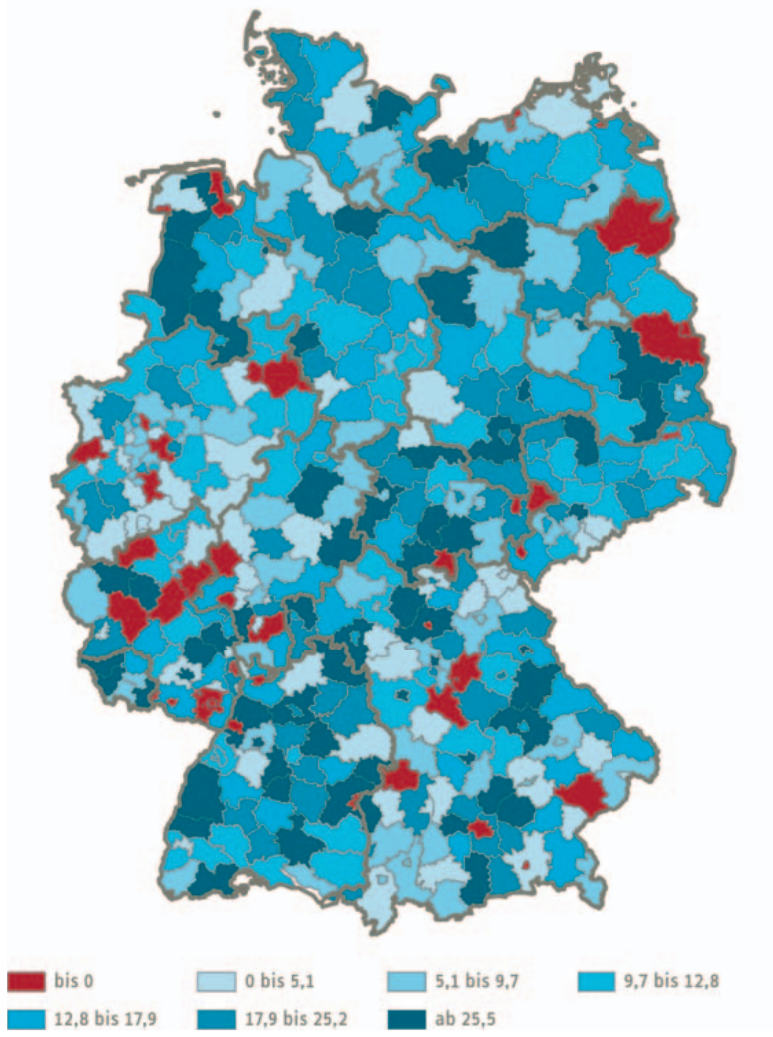 bis 0
0 bis 5,1
5,1 bis 9,7
9,7 bis 12,8
12,8 bis 17,9
17,9 bis 25,2
ab 25,5